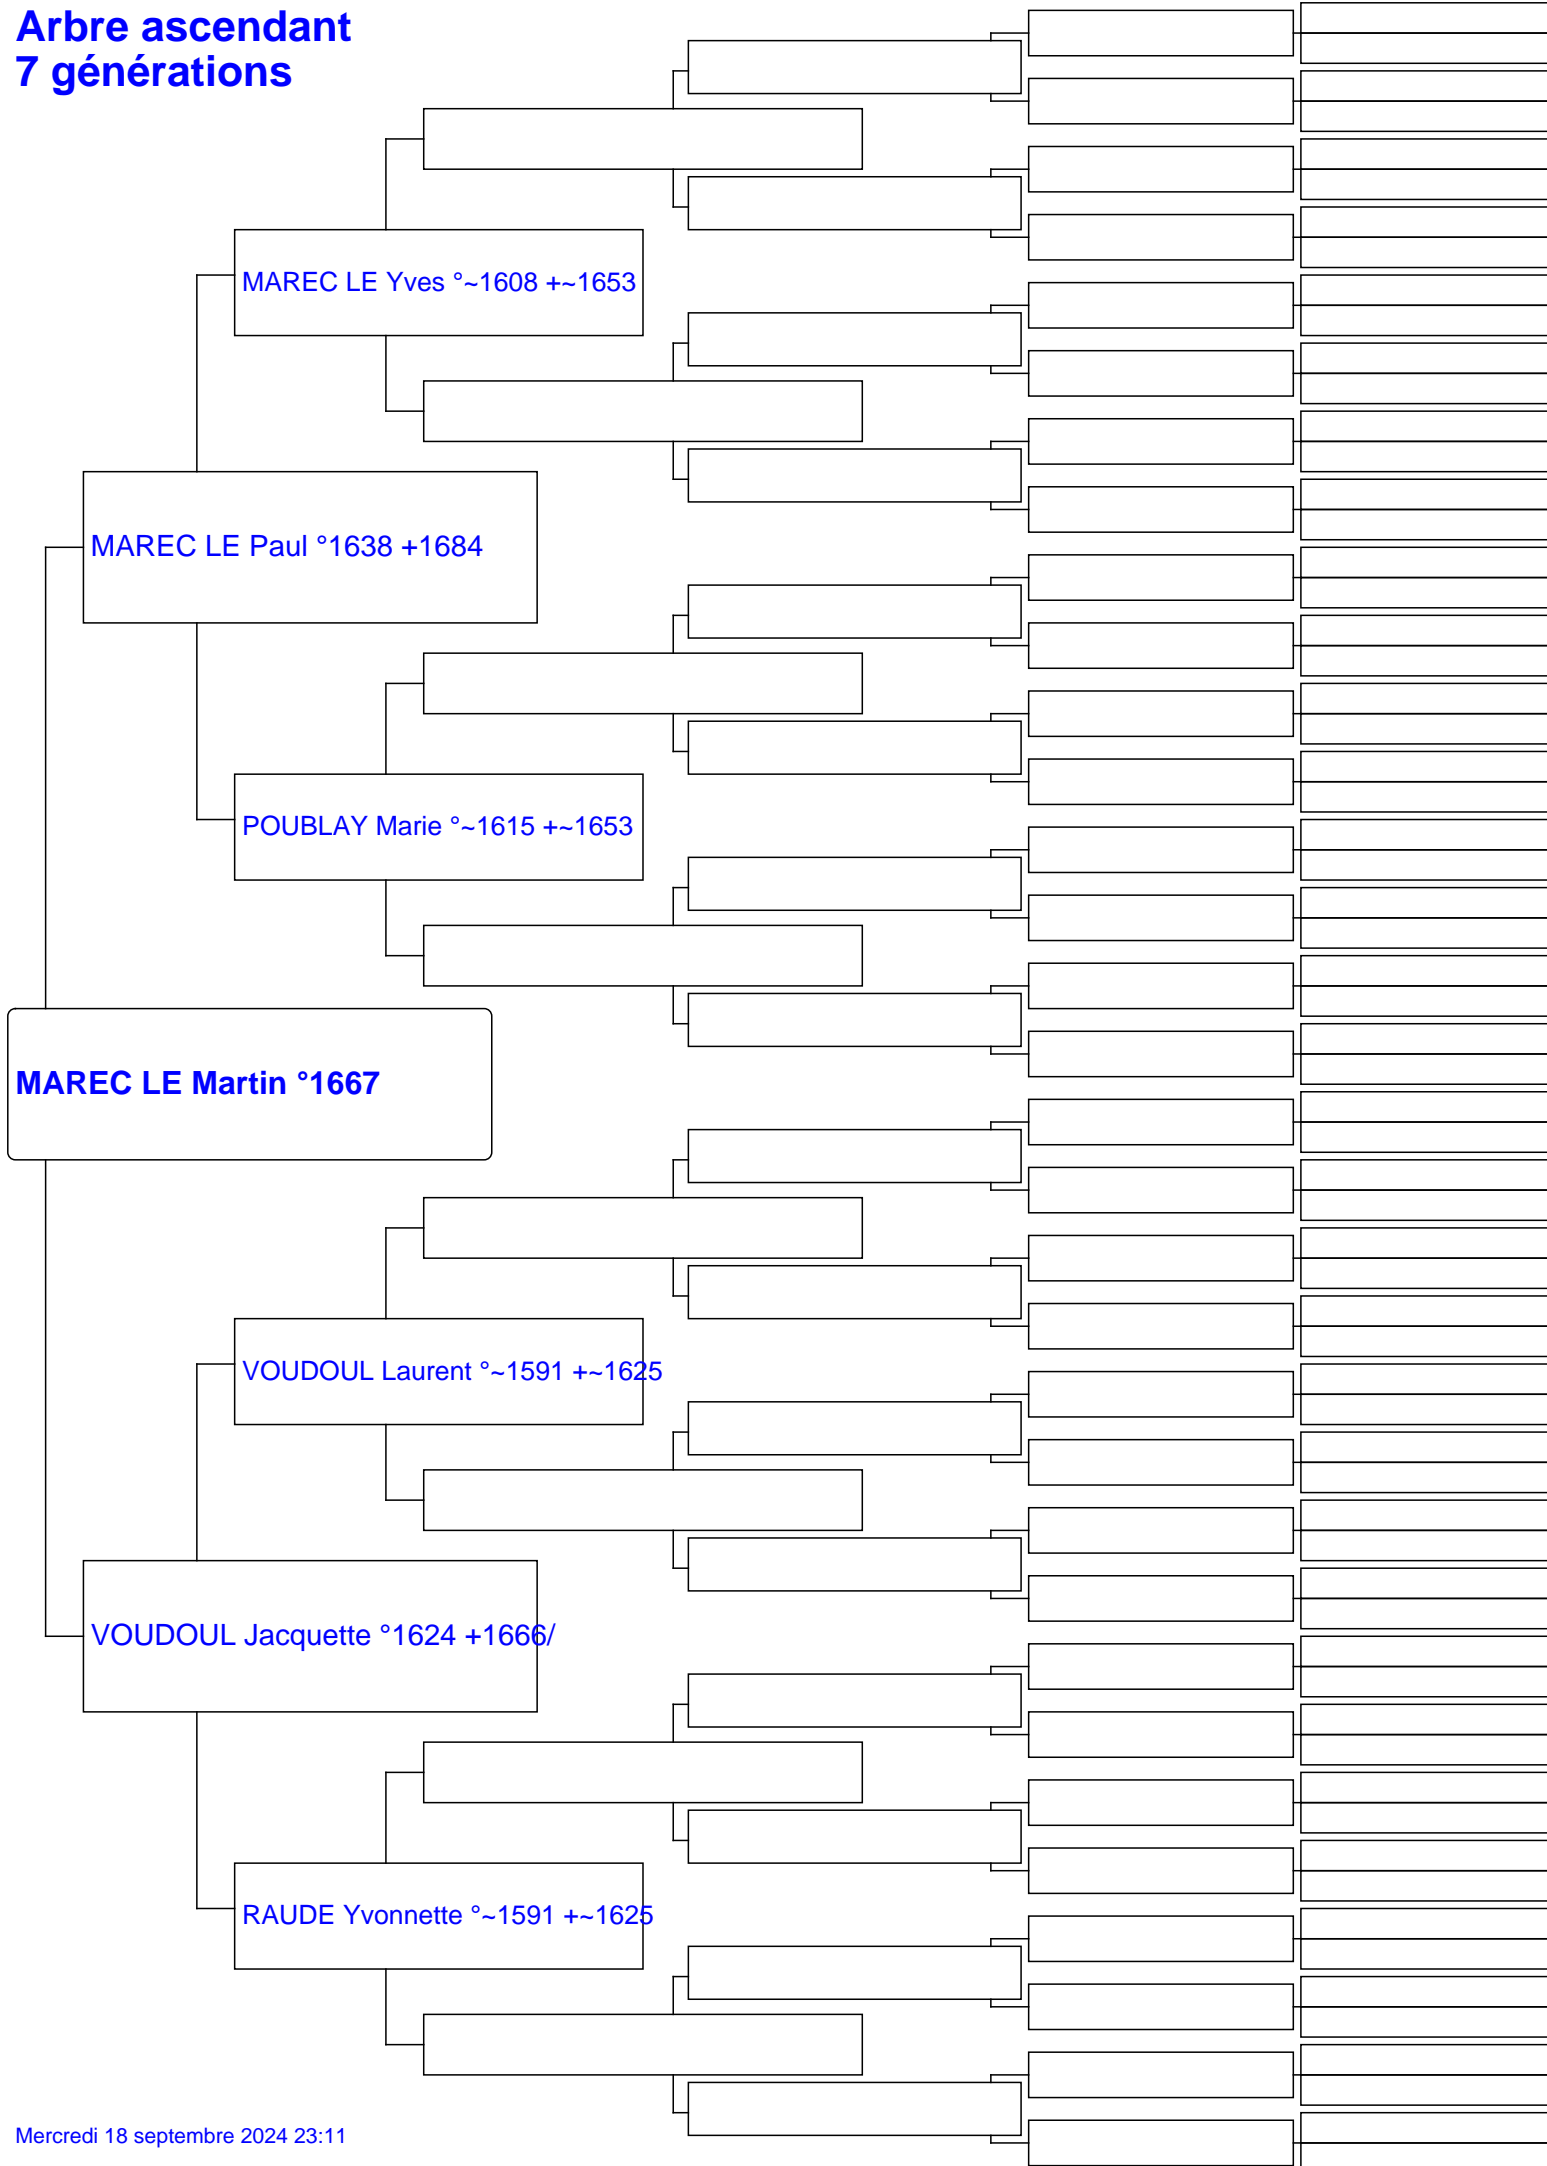 Arbre ascendant
7 générations
MAREC LE Yves °~1608 +~1653
MAREC LE Paul °1638 +1684
POUBLAY Marie °~1615 +~1653
MAREC LE Martin °1667
VOUDOUL Laurent °~1591 +~1625
VOUDOUL Jacquette °1624 +1666/
RAUDE Yvonnette °~1591 +~1625
Mercredi 18 septembre 2024 23:11